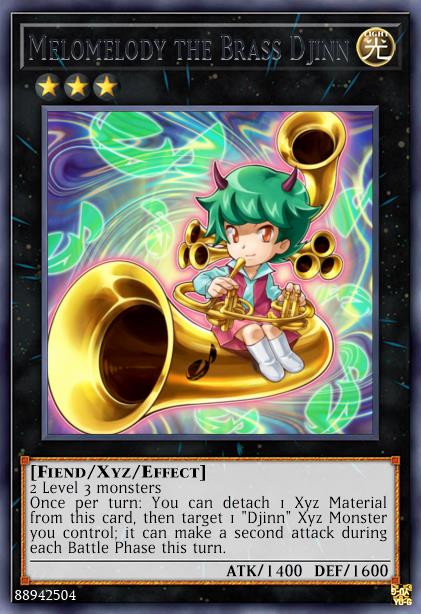 Melomelody the Brass Djinn
LIGHT
光
[Fiend/Xyz/Effect]
2 Level 3 monsters
Once per turn: You can detach 1 Xyz Material
from this card, then target 1 "Djinn" Xyz Monster
you control; it can make a second attack during
each Battle Phase this turn.
ATK/1400 DEF/1600
88942504